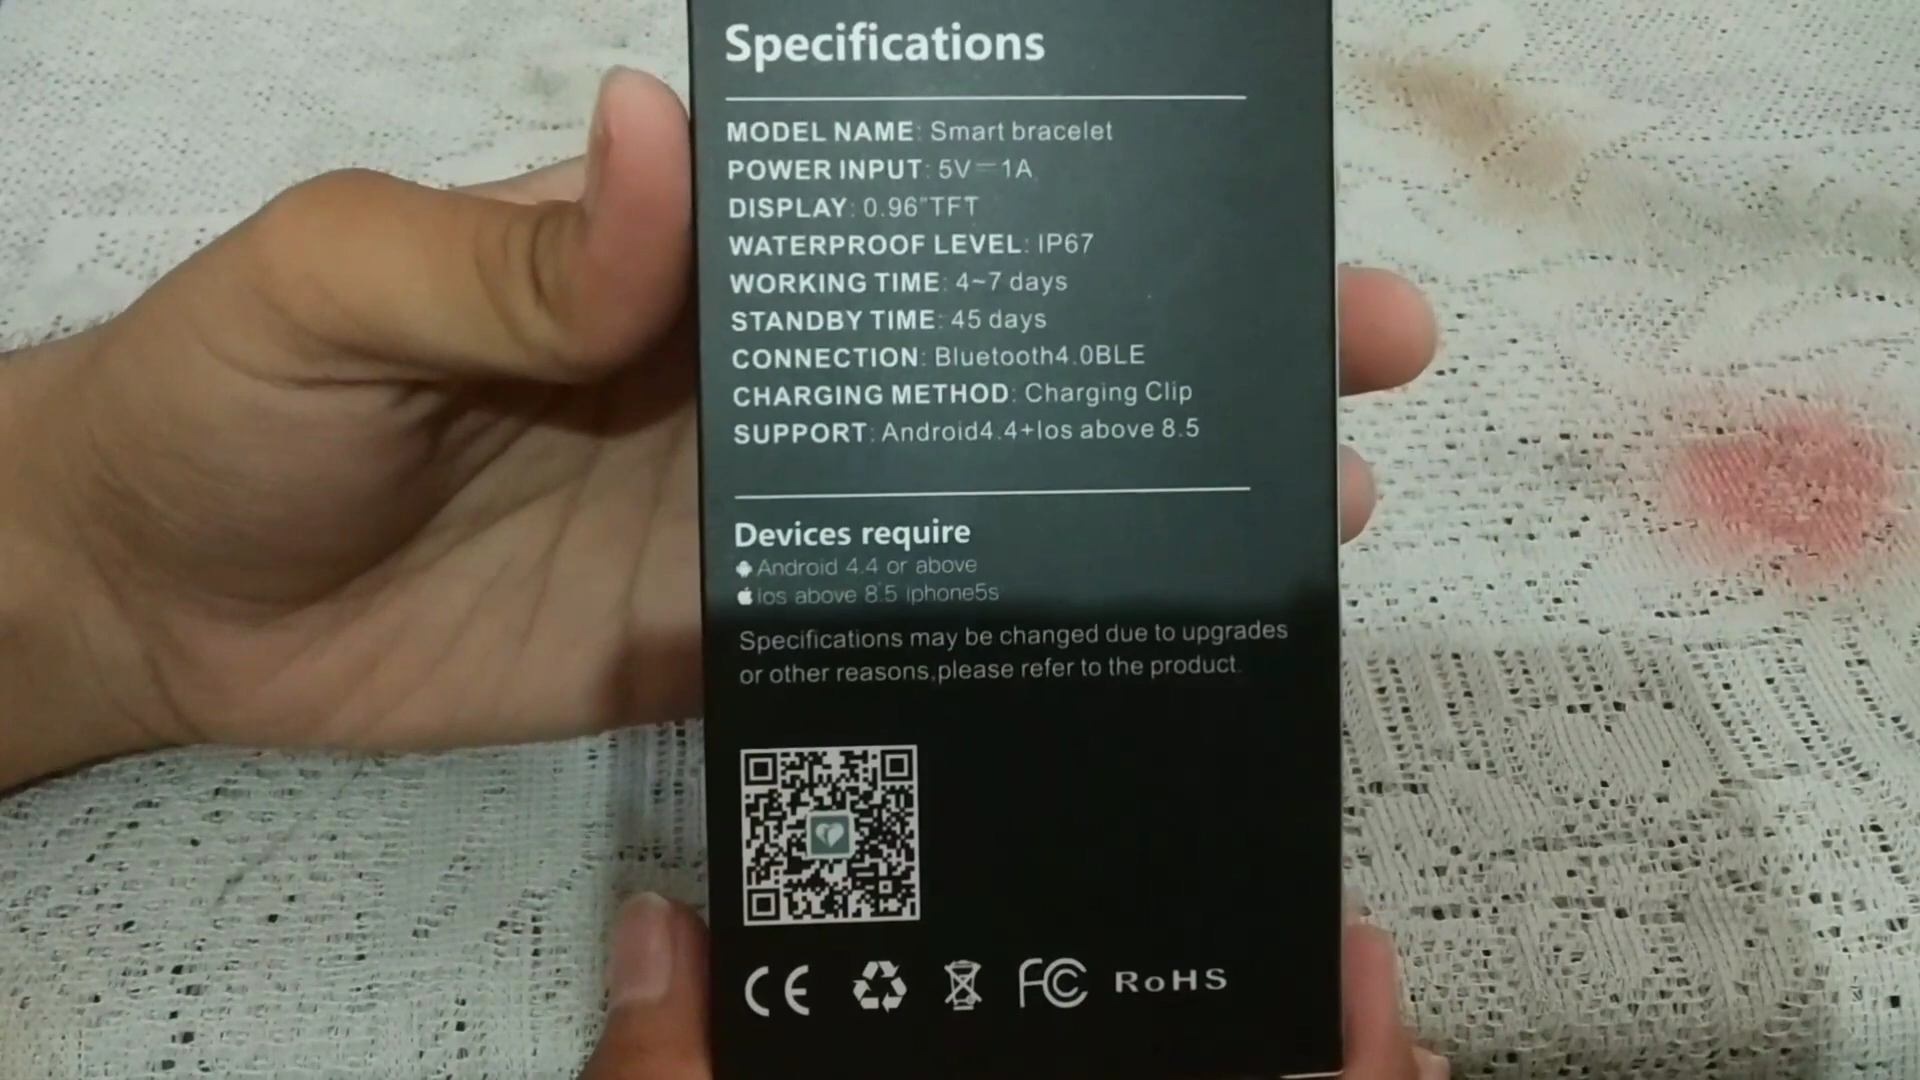 Specifications
MODEL NAME: Smart bracelet
POWER INPUT: 5V⎓1A
DISPLAY: 0.96"TFT
WATERPROOF LEVEL: IP67
WORKING TIME: 4~7 days
STANDBY TIME: 45 days
CONNECTION: Bluetooth4.0BLE
CHARGING METHOD: Charging Clip
SUPPORT: Android4.4+Ios above 8.5
Devices require
Android 4.4 or above
ios above 8.5 iphone5s
Specifications may be changed due to upgrades
or other reasons,please refer to the product.
CE FC RoHS